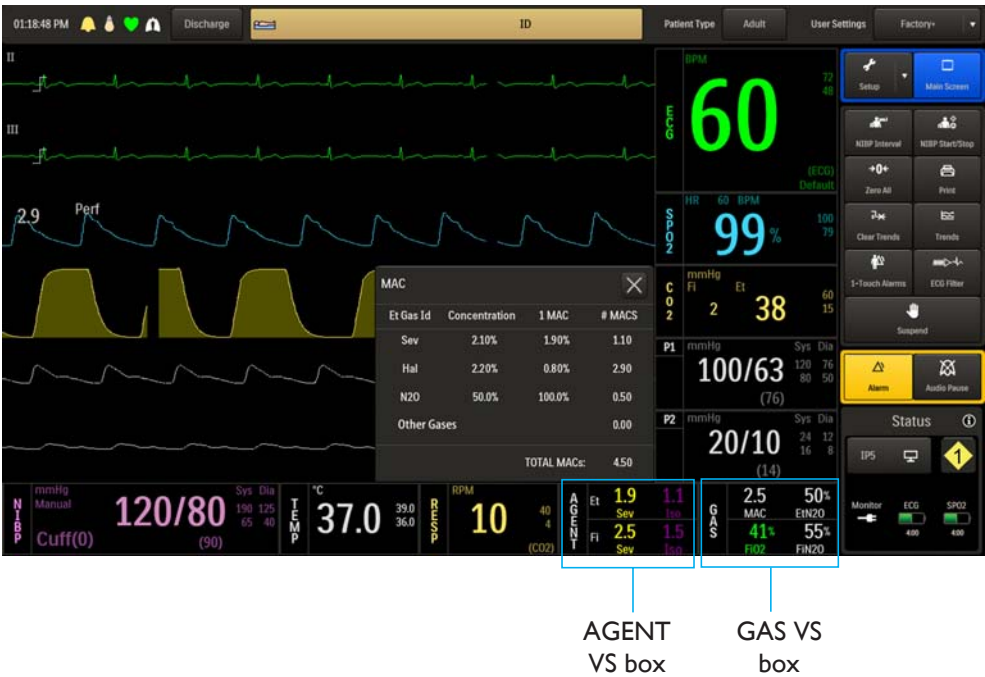 01:18:48 PM Discharge ID Patient Type Adult User Settings Factory+
II
III
2.9 Perf
ECG
BPM
60
72
48
(ECG)
Default
SPO2
HR 60 BPM
99%
100
79
CO2
mmHg
Fi Et
2 38
60
15
P1 mmHg Sys Dia
100/63
120 76
80 50
(76)
P2 mmHg Sys Dia
20/10
24 12
16 8
(14)
MAC
Et Gas Id Concentration 1 MAC # MACS
Sev 2.10% 1.90% 1.10
Hal 2.20% 0.80% 2.90
N2O 50.0% 100.0% 0.50
Other Gases 0.00
TOTAL MACs: 4.50
Setup Main Screen
NIBP Interval NIBP Start/Stop
+0+
Zero All Print
Clear Trends Trends
1-Touch Alarms ECG Filter
Suspend
Alarm Audio Pause
Status
IP5 1
Monitor ECG SPO2
4:00 4:00
NIBP
mmHg
Manual
120/80
Sys Dia
190 125
65 40
Cuff(0) (90)
TEMP
°C
37.0
39.0
36.0
RESP
RPM
10
40
4
(CO2)
AGENT
Et 1.9 1.1
Sev Iso
Fi 2.5 1.5
Sev Iso
GAS
2.5 50%
MAC EtN2O
41% 55%
FiO2 FiN2O
AGENT
VS box
GAS VS
box